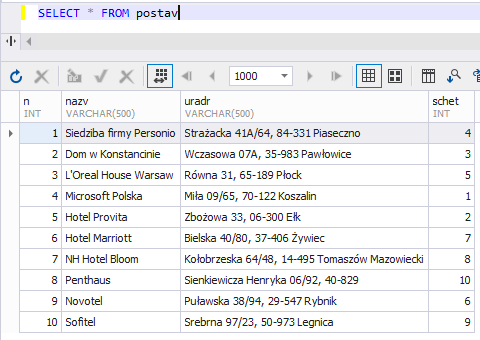 SELECT * FROM postav
1000
n nazv uradr schet
INT VARCHAR(500) VARCHAR(500) INT
1 Siedziba firmy Personio Strażacka 41A/64, 84-331 Piaseczno 4
2 Dom w Konstancinie Wczasowa 07A, 35-983 Pawłowice 3
3 L'Oreal House Warsaw Równa 31, 65-189 Płock 5
4 Microsoft Polska Miła 09/65, 70-122 Koszalin 1
5 Hotel Provita Zbożowa 33, 06-300 Ełk 2
6 Hotel Marriott Bielska 40/80, 37-406 Żywiec 7
7 NH Hotel Bloom Kołobrzeska 64/48, 14-495 Tomaszów Mazowiecki 8
8 Penthaus Sienkiewicza Henryka 06/92, 40-829 10
9 Novotel Puławska 38/94, 29-547 Rybnik 6
10 Sofitel Srebrna 97/23, 50-973 Legnica 9